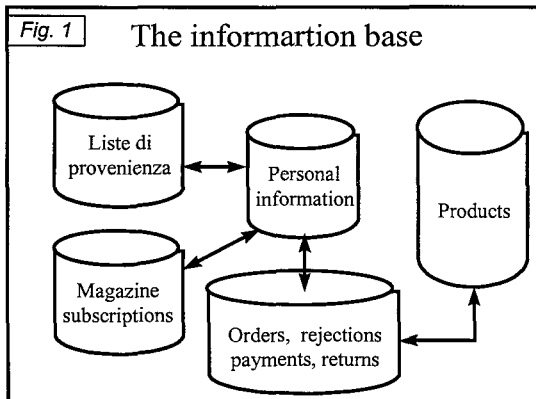 Fig. 1
The informartion base
Liste di
provenienza
Personal
information
Products
Magazine
subscriptions
Orders, rejections
payments, returns